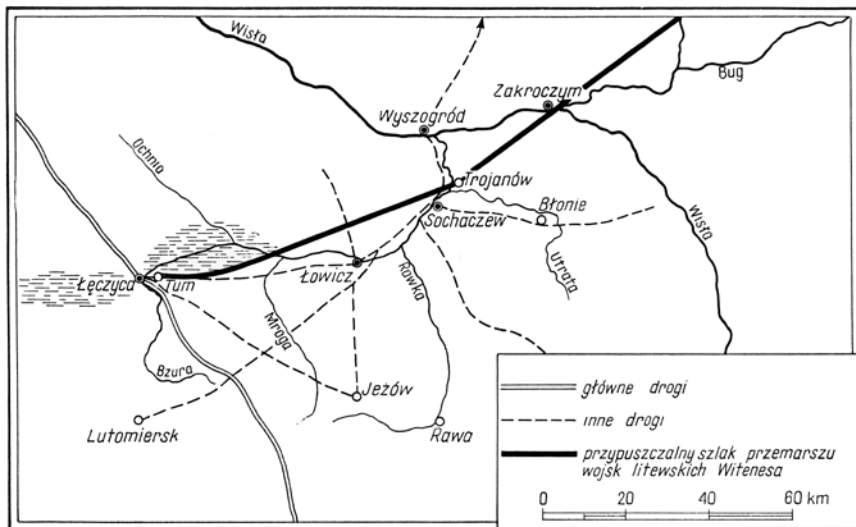 Wisła
Zakroczym
Bug
Wyszogród
Ochnia
Trojanów
Błonie
Sochaczew
Wisła
Utrata
Łęczyca
Tum
Łowicz
Rawka
Mroga
Bzura
Jeżów
Lutomiersk
Rawa
główne drogi
inne drogi
przypuszczalny szlak przemarszu
wojsk litewskich Witenesa
0 20 40 60 km